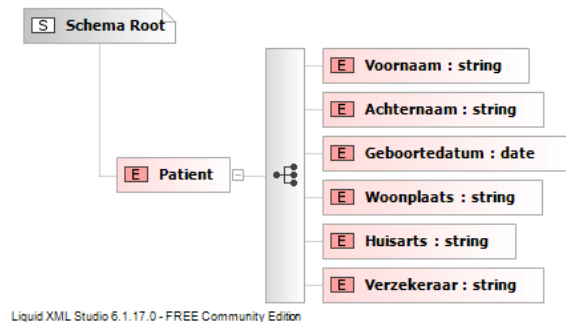 S Schema Root
E Voornaam : string
E Achternaam : string
E Geboortedatum : date
E Patient
E Woonplaats : string
E Huisarts : string
E Verzekeraar : string
Liquid XML Studio 6.1.17.0 - FREE Community Edition